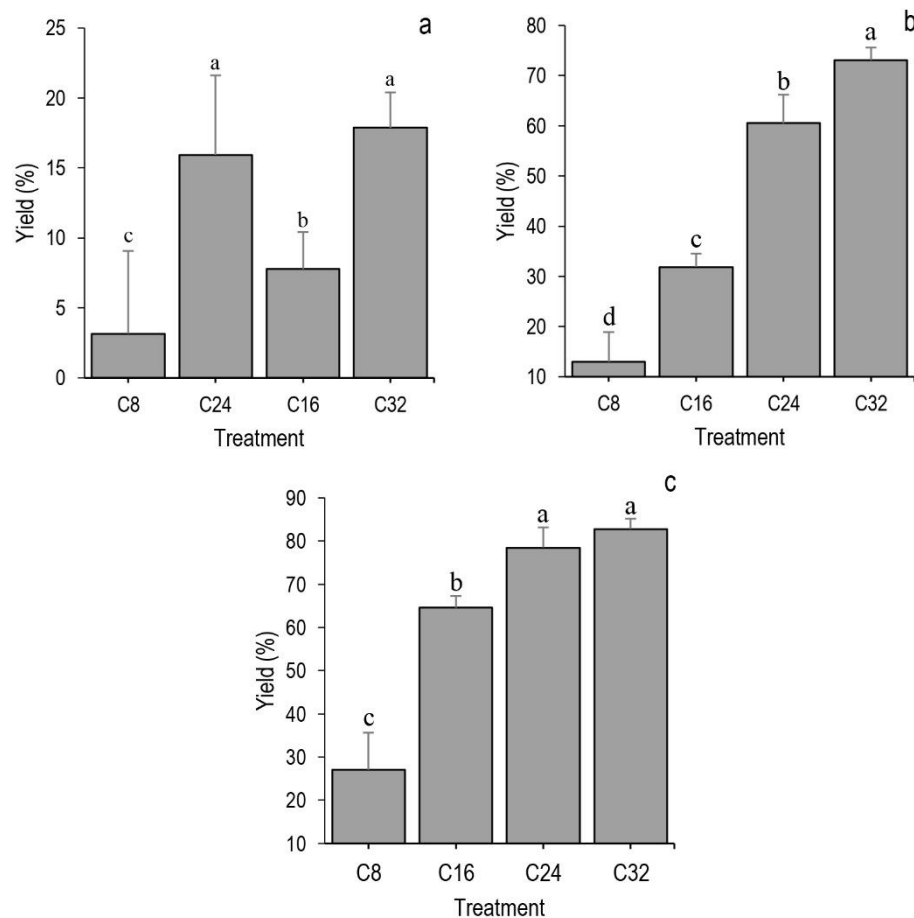 a
25
20
15
10
5
0
Yield (%)
c
a
b
a
C8 C24 C16 C32
Treatment
b
80
70
60
50
40
30
20
10
Yield (%)
d
c
b
a
C8 C16 C24 C32
Treatment
c
90
80
70
60
50
40
30
20
10
Yield (%)
c
b
a
a
C8 C16 C24 C32
Treatment